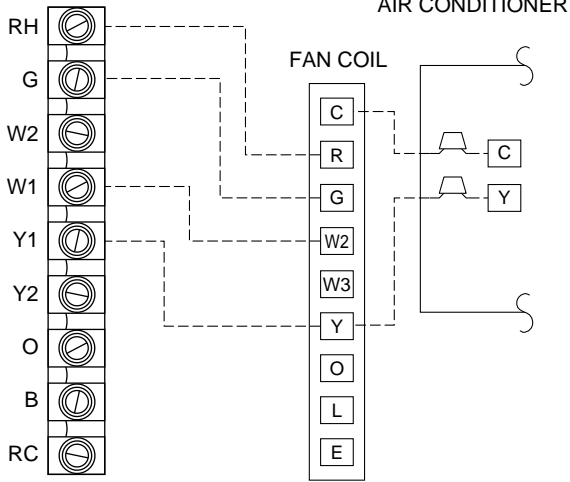 AIR CONDITIONER
FAN COIL
RH
G
W2
W1
Y1
Y2
O
B
RC
C
R
G
W2
W3
Y
O
L
E
C
Y